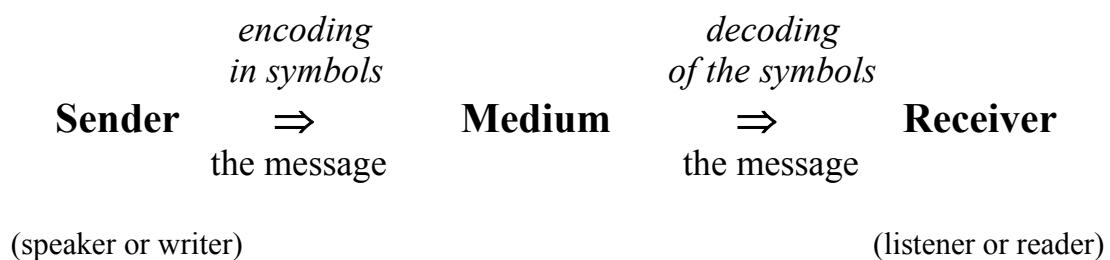 encoding decoding
in symbols of the symbols
Sender ⇒ Medium ⇒ Receiver
the message the message
(speaker or writer) (listener or reader)